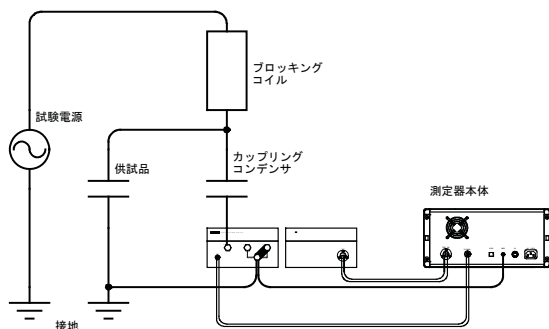 ブロッキング
コイル
試験電源
供試品
カップリング
コンデンサ
測定器本体
接地